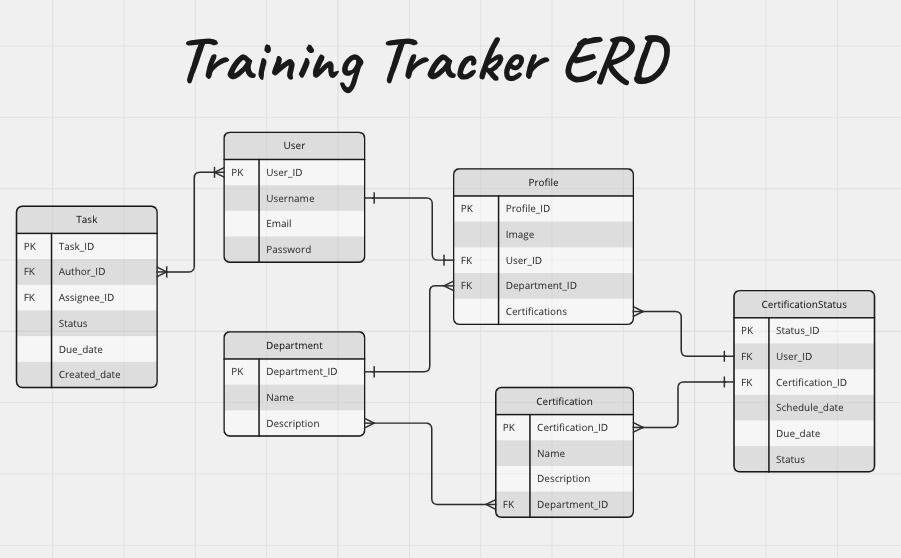 Training Tracker ERD
User
PK User_ID
Username
Email
Password
Profile
PK Profile_ID
Image
FK User_ID
FK Department_ID
Certifications
Task
PK Task_ID
FK Author_ID
FK Assignee_ID
Status
Due_date
Created_date
Department
PK Department_ID
Name
Description
Certification
PK Certification_ID
Name
Description
FK Department_ID
CertificationStatus
PK Status_ID
FK User_ID
FK Certification_ID
Schedule_date
Due_date
Status